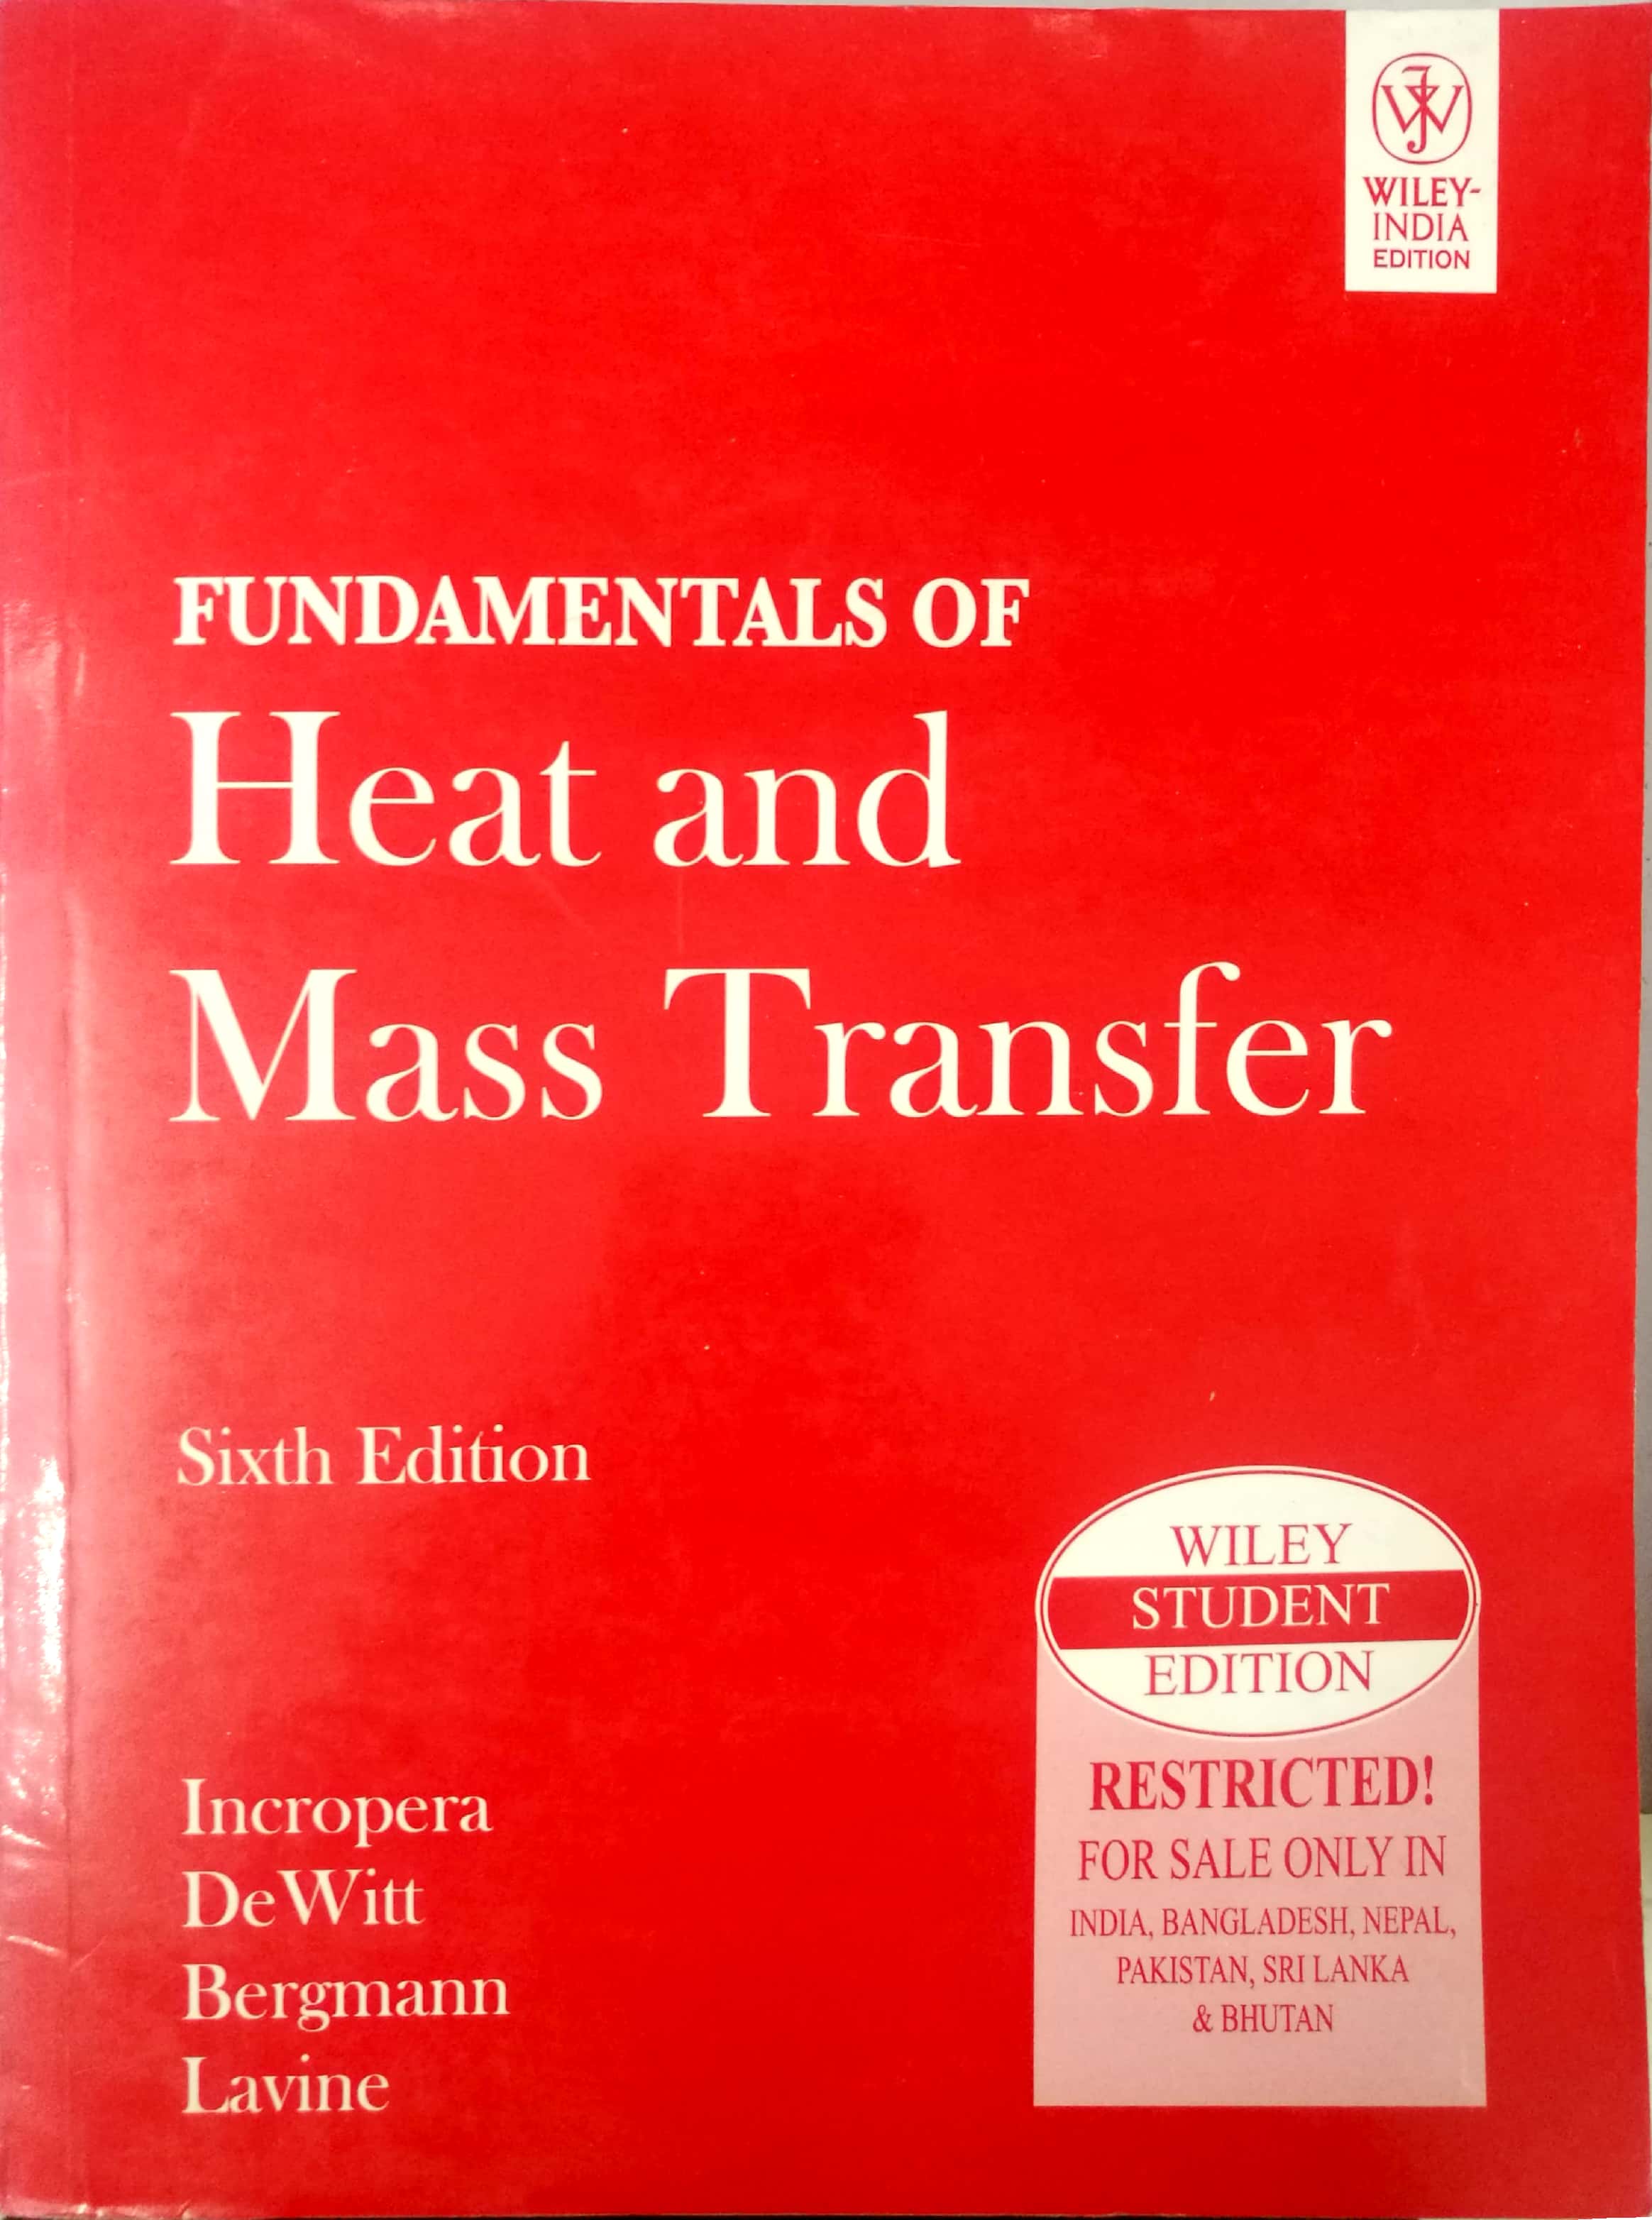 WILEY-
INDIA
EDITION
FUNDAMENTALS OF
Heat and
Mass Transfer
Sixth Edition
Incropera
DeWitt
Bergmann
Lavine
WILEY
STUDENT
EDITION
RESTRICTED!
FOR SALE ONLY IN
INDIA, BANGLADESH, NEPAL,
PAKISTAN, SRI LANKA
& BHUTAN